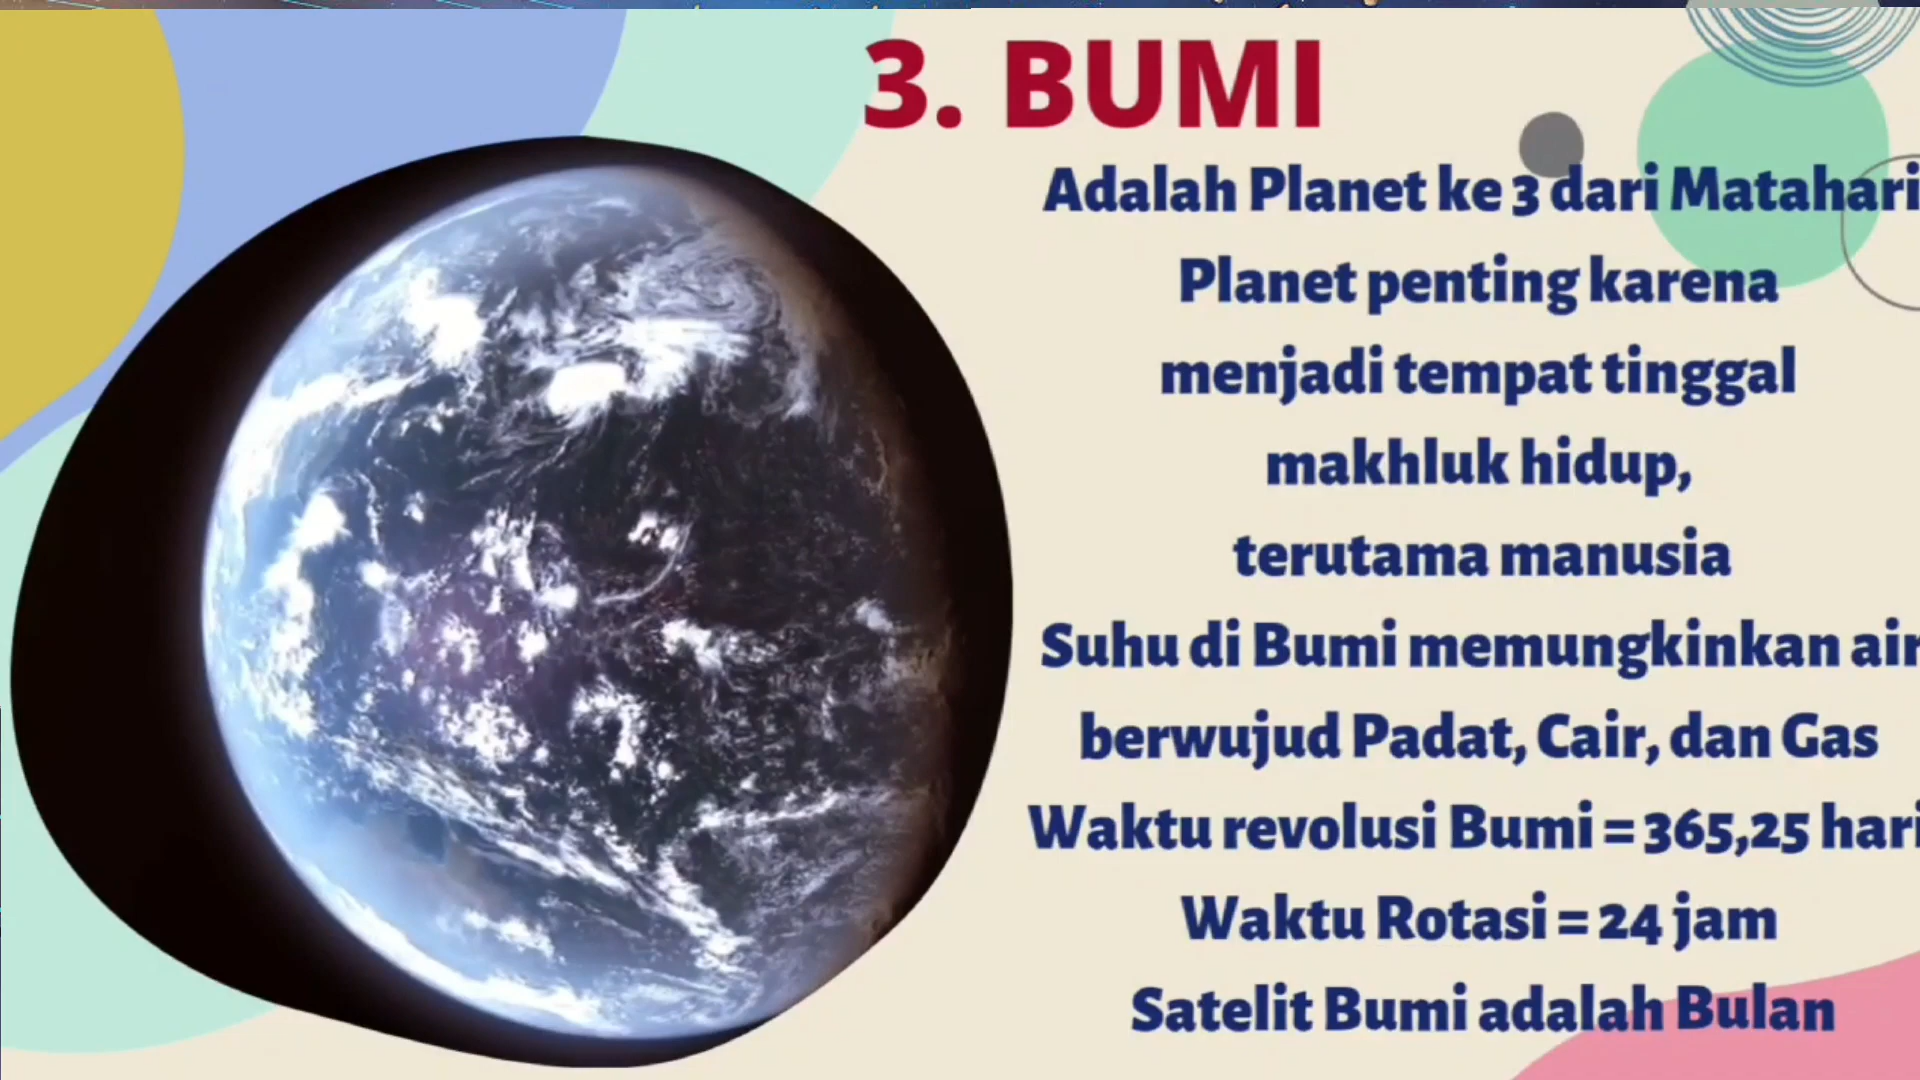 3. BUMI
Adalah Planet ke 3 dari Matahari
Planet penting karena
menjadi tempat tinggal
makhluk hidup,
terutama manusia
Suhu di Bumi memungkinkan air
berwujud Padat, Cair, dan Gas
Waktu revolusi Bumi = 365,25 hari
Waktu Rotasi = 24 jam
Satelit Bumi adalah Bulan